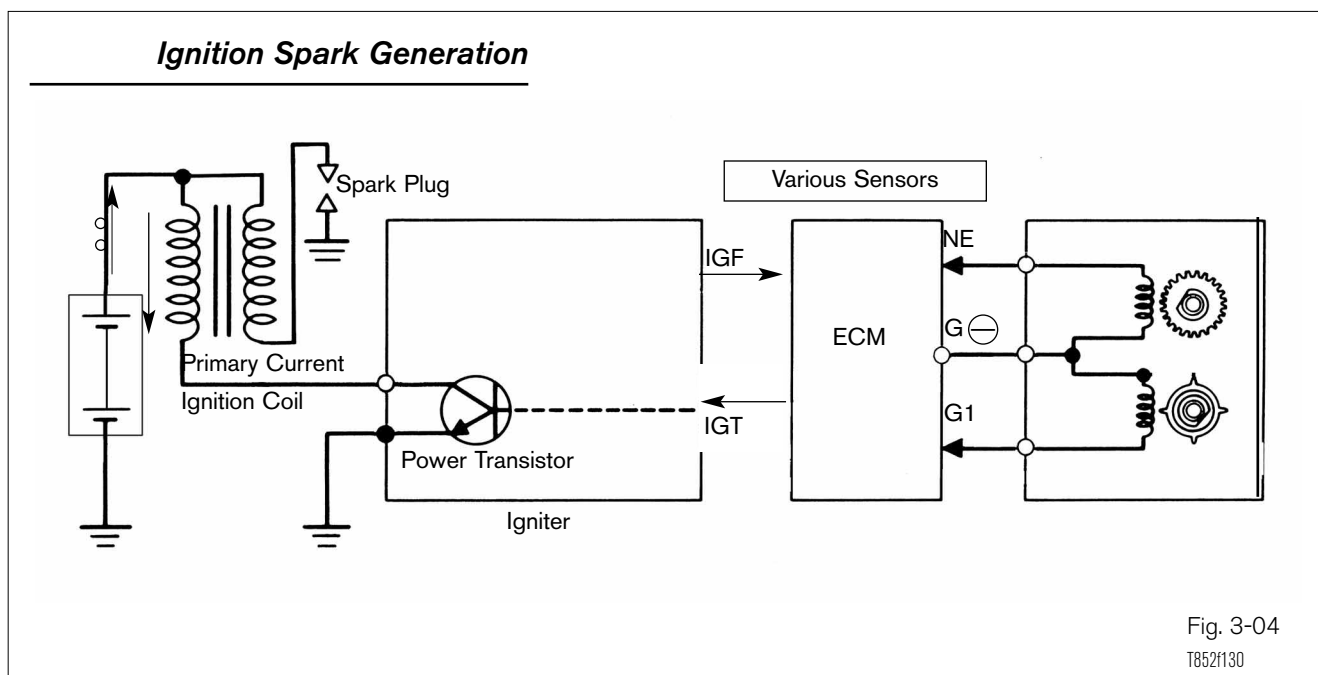 Ignition Spark Generation
Spark Plug
Various Sensors
IGF
NE
ECM
G ⊖
Primary Current
Ignition Coil
IGT
G1
Power Transistor
Igniter
Fig. 3-04
T852f130